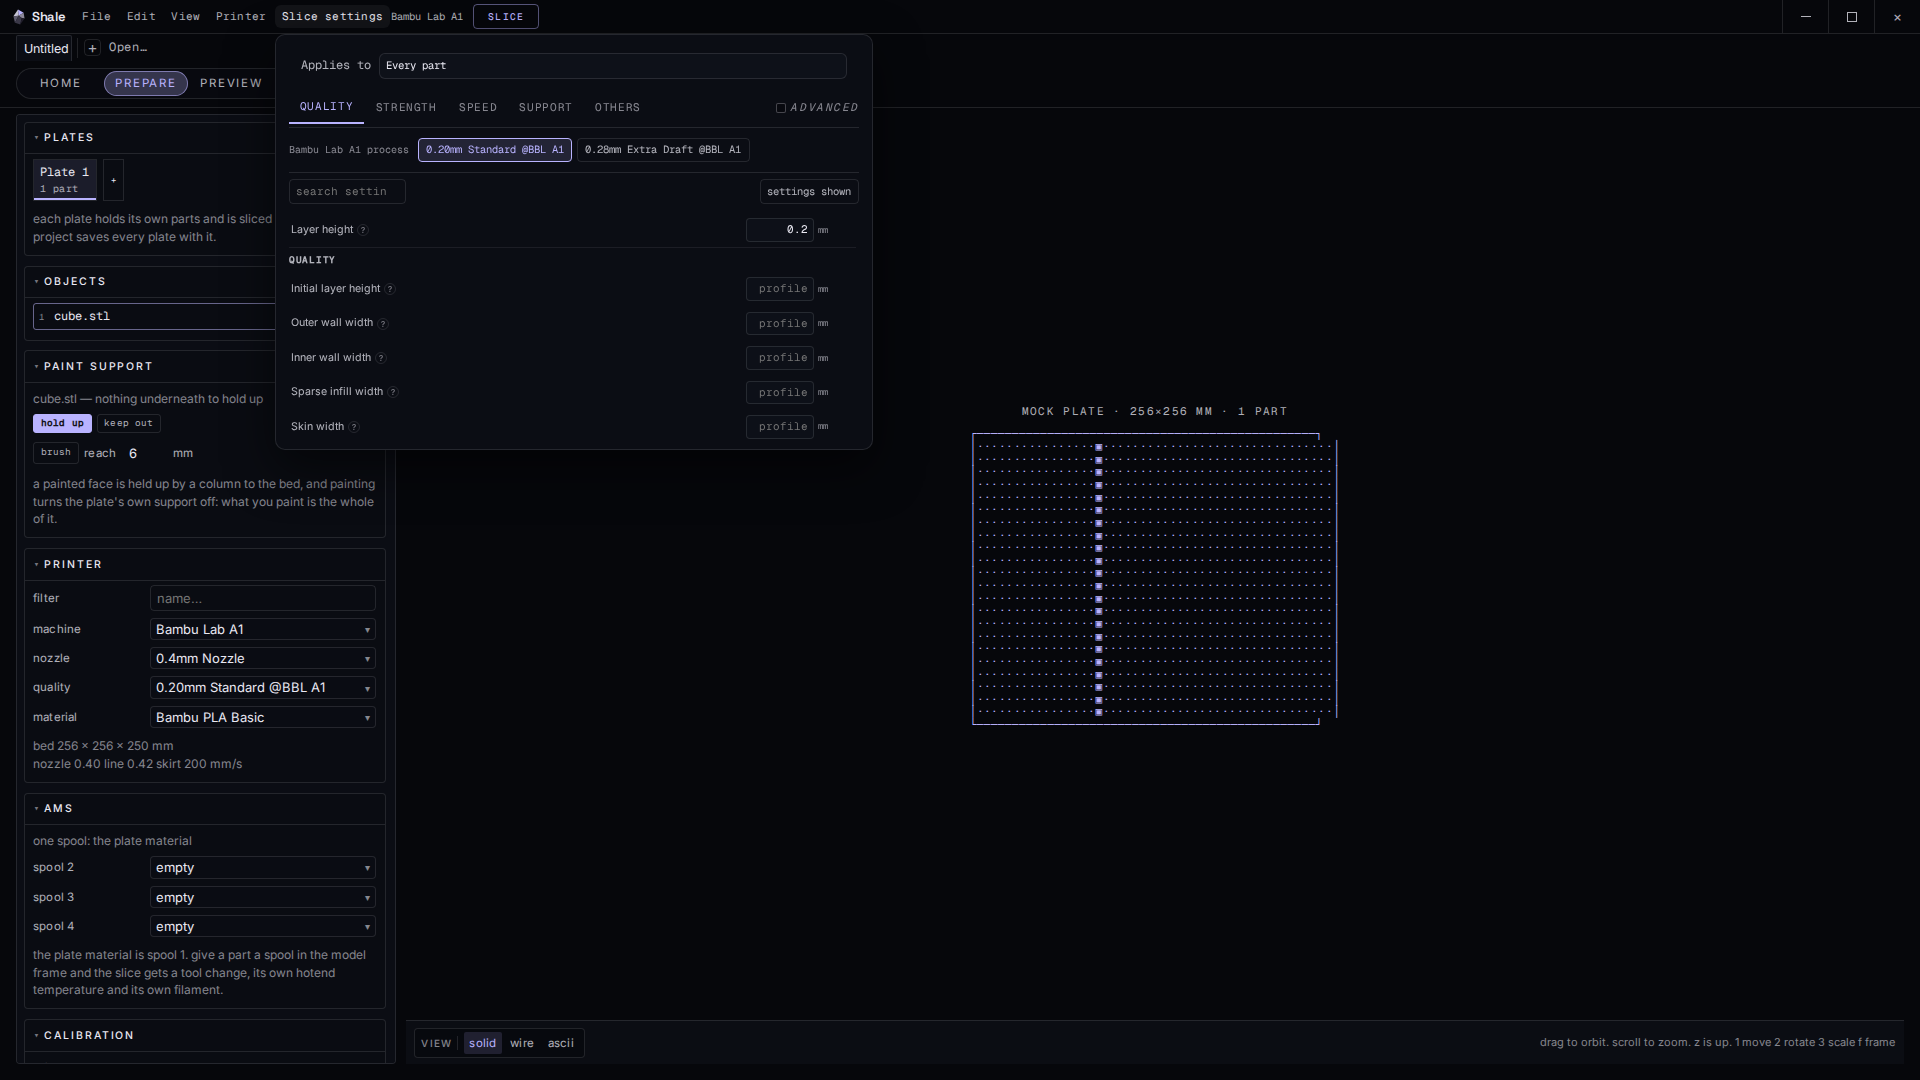 Shale File Edit View Printer Slice settings Bambu Lab A1 SLICE
Untitled + Open…
HOME PREPARE PREVIEW
Applies to Every part
QUALITY STRENGTH SPEED SUPPORT OTHERS ADVANCED
Bambu Lab A1 process 0.20mm Standard @BBL A1 0.28mm Extra Draft @BBL A1
search settin settings shown
Layer height ? 0.2 mm
QUALITY
Initial layer height ? profile mm
Outer wall width ? profile mm
Inner wall width ? profile mm
Sparse infill width ? profile mm
Skin width ? profile mm
PLATES
Plate 1
1 part
+
each plate holds its own parts and is sliced
project saves every plate with it.
OBJECTS
1 cube.stl
PAINT SUPPORT
cube.stl — nothing underneath to hold up
hold up keep out
brush reach 6 mm
a painted face is held up by a column to the bed, and painting
turns the plate's own support off: what you paint is the whole
of it.
PRINTER
filter name...
machine Bambu Lab A1
nozzle 0.4mm Nozzle
quality 0.20mm Standard @BBL A1
material Bambu PLA Basic
bed 256 × 256 × 250 mm
nozzle 0.40 line 0.42 skirt 200 mm/s
AMS
one spool: the plate material
spool 2 empty
spool 3 empty
spool 4 empty
the plate material is spool 1. give a part a spool in the model
frame and the slice gets a tool change, its own hotend
temperature and its own filament.
CALIBRATION
MOCK PLATE · 256×256 MM · 1 PART
VIEW solid wire ascii
drag to orbit. scroll to zoom. z is up. 1 move 2 rotate 3 scale f frame